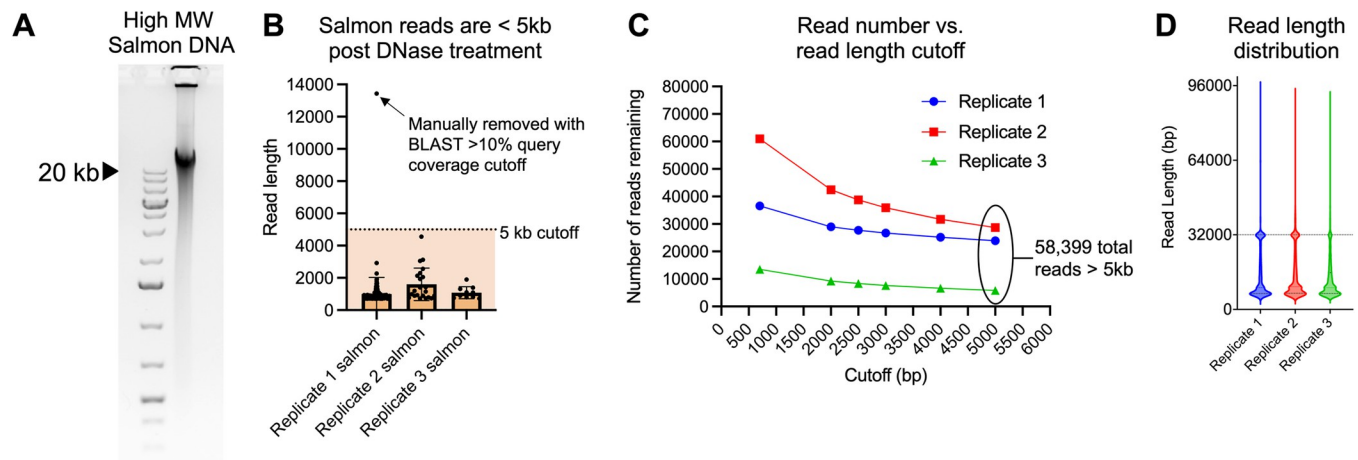 A
High MW
Salmon DNA
20 kb
B
Salmon reads are < 5kb
post DNase treatment
Read length
14000
12000
10000
8000
6000
4000
2000
0
Manually removed with
BLAST >10% query
coverage cutoff
5 kb cutoff
Replicate 1 salmon
Replicate 2 salmon
Replicate 3 salmon
C
Read number vs.
read length cutoff
Number of reads remaining
80000
70000
60000
50000
40000
30000
20000
10000
0
Replicate 1
Replicate 2
Replicate 3
58,399 total
reads > 5kb
0
500
1000
1500
2000
2500
3000
3500
4000
4500
5000
5500
6000
Cutoff (bp)
D
Read length
distribution
Read Length (bp)
96000
64000
32000
0
Replicate 1
Replicate 2
Replicate 3